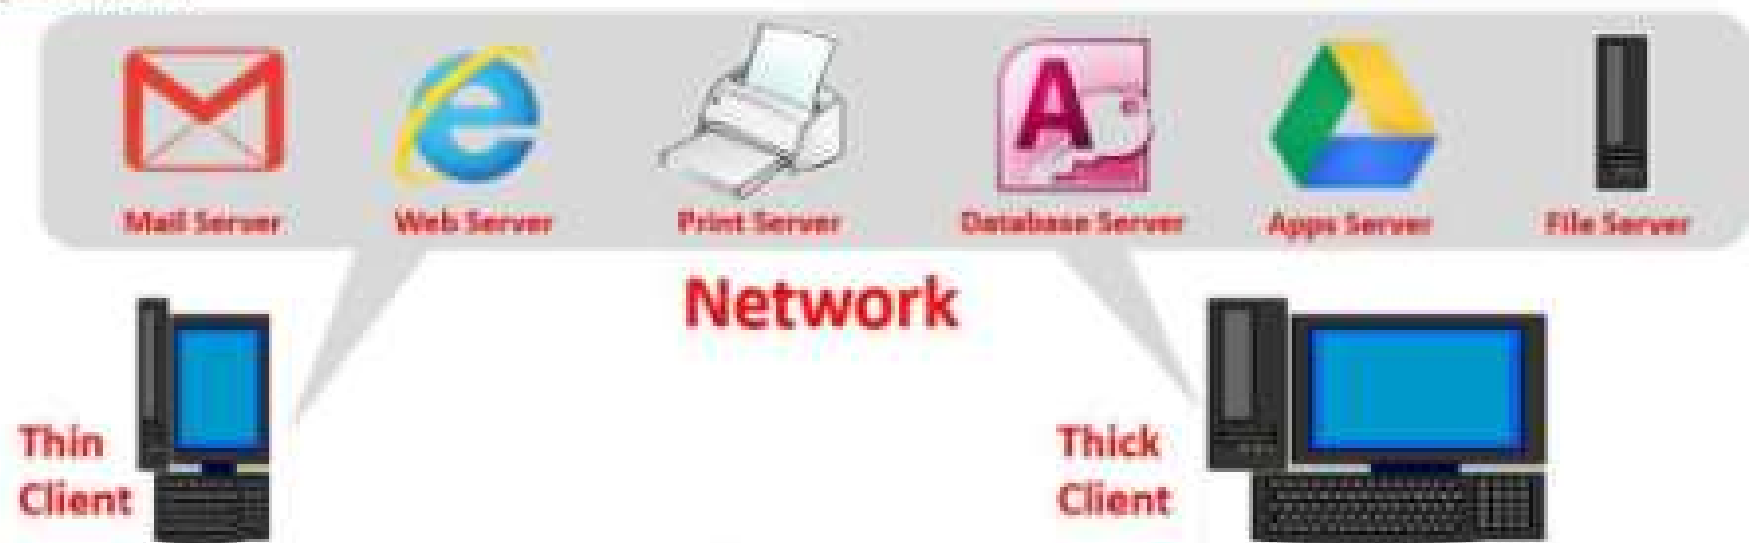 Mail Server
Web Server
Print Server
Database Server
Apps Server
File Server
Network
Thin
Client
Thick
Client